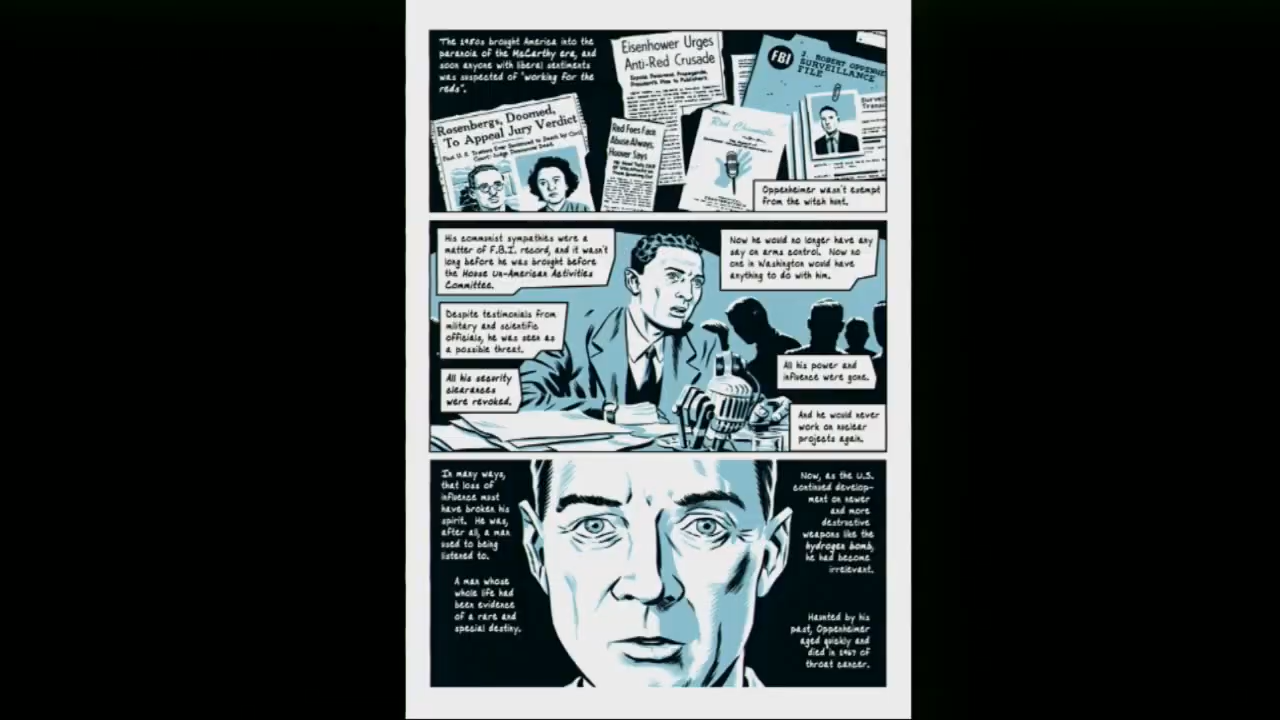 The 1950s brought America into the
paranoia of the McCarthy era, and
soon anyone with liberal sentiments
was suspected of "working for the
reds".
Eisenhower Urges
Anti-Red Crusade
President's Plea to Publishers
FBI
J. ROBERT OPPENHE
SURVEILLANCE
FILE
Rosenbergs, Doomed,
To Appeal Jury Verdict
Red Foes Face
Abuse Always,
Hoover Says
Red Channels
Surveil
Trans
Oppenheimer wasn't exempt
from the witch hunt.
His communist sympathies were a
matter of F.B.I. record, and it wasn't
long before he was brought before
the House Un-American Activities
Committee.
Despite testimonials from
military and scientific
officials, he was seen as
a possible threat.
All his security
clearances
were revoked.
Now he would no longer have any
say on arms control. Now no
one in Washington would have
anything to do with him.
All his power and
influence were gone.
And he would never
work on nuclear
projects again.
In many ways,
that loss of
influence must
have broken his
spirit. He was,
after all, a man
used to being
listened to.
A man whose
whole life had
been evidence
of a rare and
special destiny.
Now, as the U.S.
continued develop-
ment on newer
and more
destructive
weapons like the
hydrogen bomb,
he had become
irrelevant.
Haunted by his
past, Oppenheimer
aged quickly and
died in 1967 of
throat cancer.